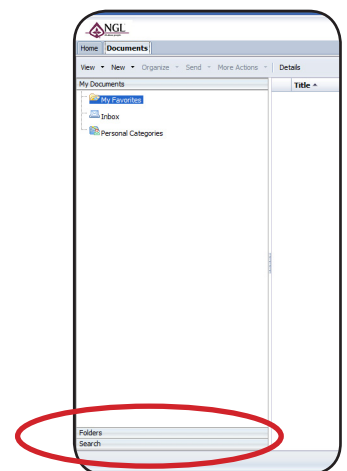 NGL
Home Documents
View New Organize Send More Actions Details
My Documents
Title
My Favorites
Inbox
Personal Categories
Folders
Search